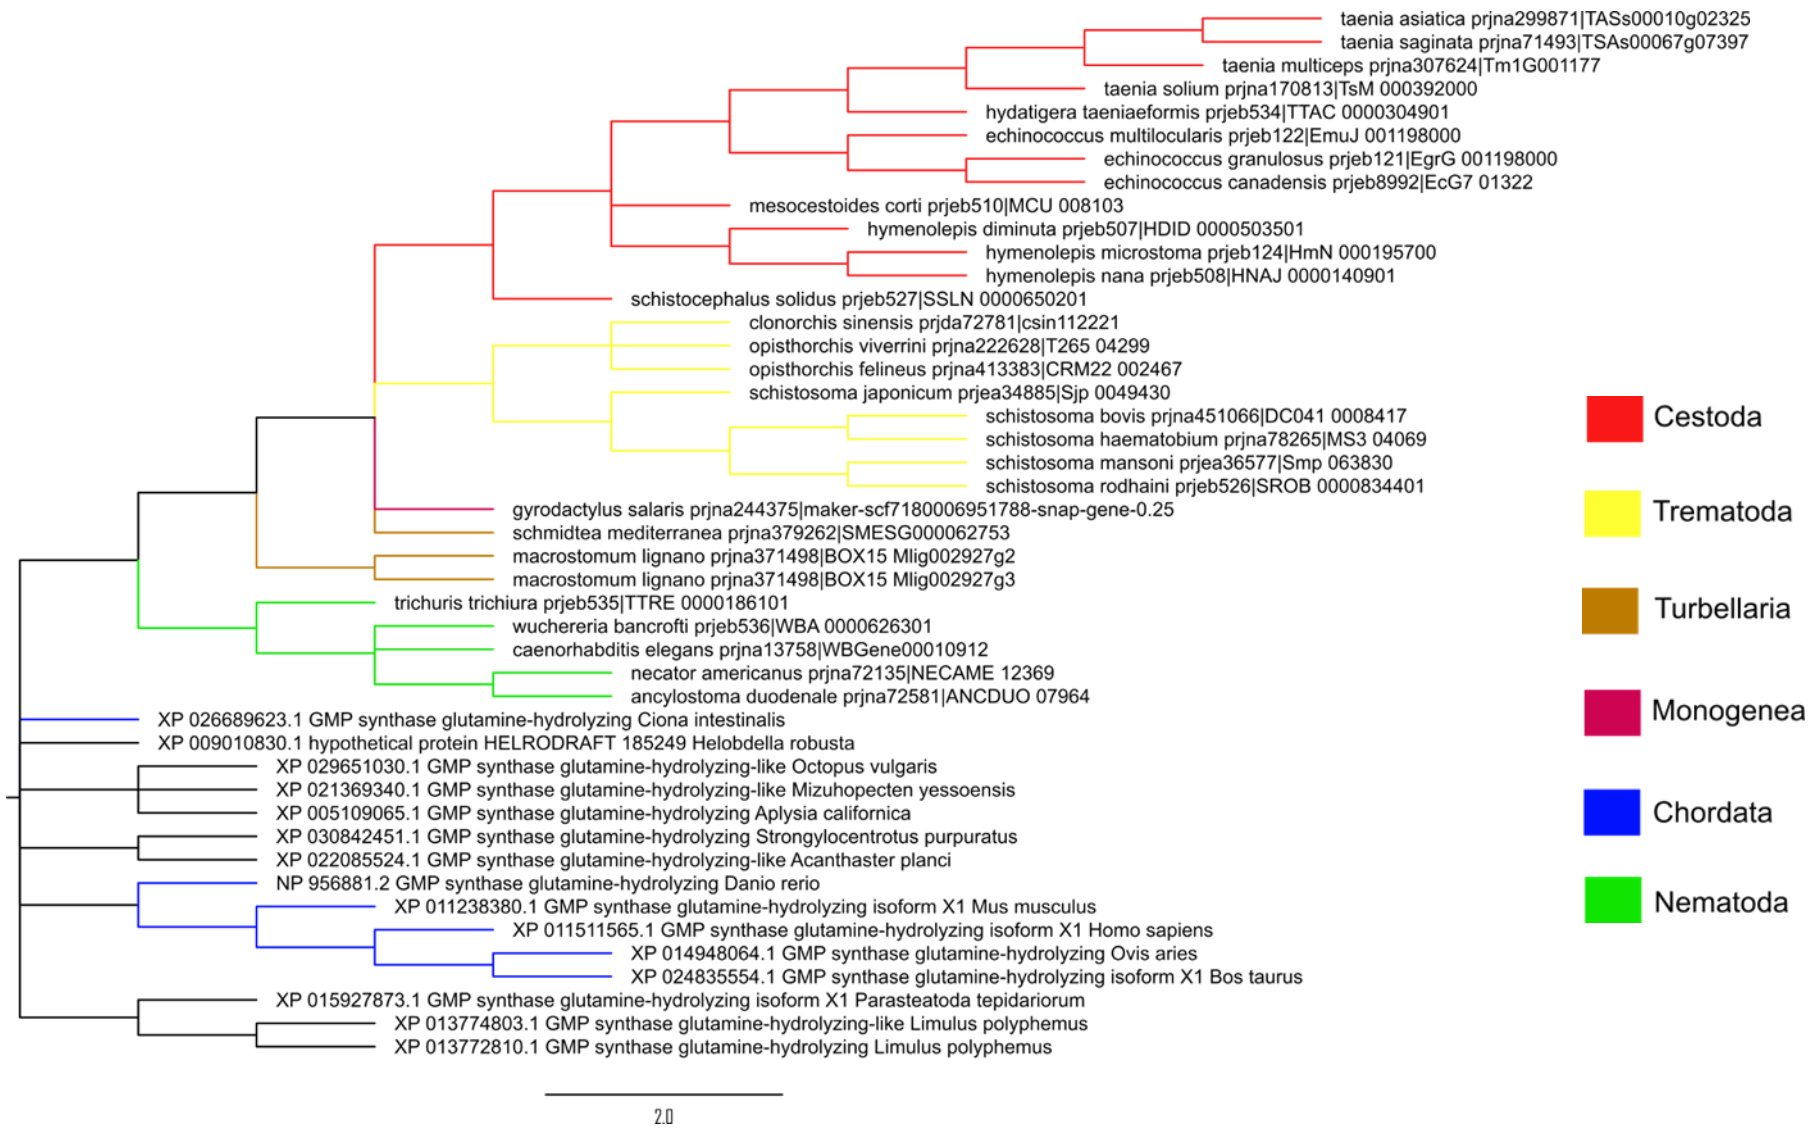 taenia asiatica prjna299871|TASs00010g02325
taenia saginata prjna71493|TSAs00067g07397
taenia multiceps prjna307624|Tm1G001177
taenia solium prjna170813|TsM 000392000
hydatigera taeniaeformis prjeb534|TTAC 0000304901
echinococcus multilocularis prjeb122|EmuJ 001198000
echinococcus granulosus prjeb121|EgrG 001198000
echinococcus canadensis prjeb8992|EcG7 01322
mesocestoides corti prjeb510|MCU 008103
hymenolepis diminuta prjeb507|HDID 0000503501
hymenolepis microstoma prjeb124|HmN 000195700
hymenolepis nana prjeb508|HNAJ 0000140901
schistocephalus solidus prjeb527|SSLN 0000650201
clonorchis sinensis prjda72781|csin112221
opisthorchis viverrini prjna222628|T265 04299
opisthorchis felineus prjna413383|CRM22 002467
schistosoma japonicum prjea34885|Sjp 0049430
schistosoma bovis prjna451066|DC041 0008417
schistosoma haematobium prjna78265|MS3 04069
schistosoma mansoni prjea36577|Smp 063830
schistosoma rodhaini prjeb526|SROB 0000834401
gyrodactylus salaris prjna244375|maker-scf7180006951788-snap-gene-0.25
schmidtea mediterranea prjna379262|SMESG000062753
macrostomum lignano prjna371498|BOX15 Mlig002927g2
macrostomum lignano prjna371498|BOX15 Mlig002927g3
trichuris trichiura prjeb535|TTRE 0000186101
wuchereria bancrofti prjeb536|WBA 0000626301
caenorhabditis elegans prjna13758|WBGene00010912
necator americanus prjna72135|NECAME 12369
ancylostoma duodenale prjna72581|ANCDUO 07964
XP 026689623.1 GMP synthase glutamine-hydrolyzing Ciona intestinalis
XP 009010830.1 hypothetical protein HELRODRAFT 185249 Helobdella robusta
XP 029651030.1 GMP synthase glutamine-hydrolyzing-like Octopus vulgaris
XP 021369340.1 GMP synthase glutamine-hydrolyzing-like Mizuhopecten yessoensis
XP 005109065.1 GMP synthase glutamine-hydrolyzing Aplysia californica
XP 030842451.1 GMP synthase glutamine-hydrolyzing Strongylocentrotus purpuratus
XP 022085524.1 GMP synthase glutamine-hydrolyzing-like Acanthaster planci
NP 956881.2 GMP synthase glutamine-hydrolyzing Danio rerio
XP 011238380.1 GMP synthase glutamine-hydrolyzing isoform X1 Mus musculus
XP 011511565.1 GMP synthase glutamine-hydrolyzing isoform X1 Homo sapiens
XP 014948064.1 GMP synthase glutamine-hydrolyzing Ovis aries
XP 024835554.1 GMP synthase glutamine-hydrolyzing isoform X1 Bos taurus
XP 015927873.1 GMP synthase glutamine-hydrolyzing isoform X1 Parasteatoda tepidariorum
XP 013774803.1 GMP synthase glutamine-hydrolyzing-like Limulus polyphemus
XP 013772810.1 GMP synthase glutamine-hydrolyzing Limulus polyphemus
2.0
Cestoda
Trematoda
Turbellaria
Monogenea
Chordata
Nematoda